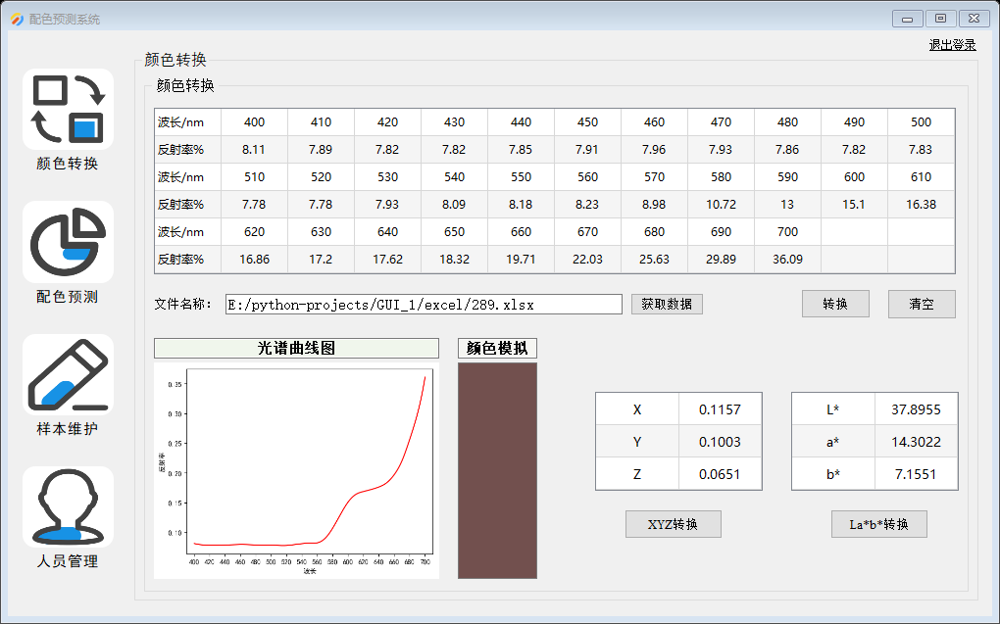 配色预测系统
退出登录
颜色转换
颜色转换
波长/nm 400 410 420 430 440 450 460 470 480 490 500
反射率% 8.11 7.89 7.82 7.82 7.85 7.91 7.96 7.93 7.86 7.82 7.83
波长/nm 510 520 530 540 550 560 570 580 590 600 610
反射率% 7.78 7.78 7.93 8.09 8.18 8.23 8.98 10.72 13 15.1 16.38
波长/nm 620 630 640 650 660 670 680 690 700
反射率% 16.86 17.2 17.62 18.32 19.71 22.03 25.63 29.89 36.09
颜色转换
配色预测
样本维护
人员管理
文件名称: E:/python-projects/GUI_1/excel/289.xlsx 获取数据 转换 清空
光谱曲线图 颜色模拟
0.35
0.30
0.25
0.20
0.15
0.10
反射率
400 420 440 460 480 500 520 540 560 580 600 620 640 660 680 700
波长
X 0.1157
Y 0.1003
Z 0.0651
XYZ转换
L* 37.8955
a* 14.3022
b* 7.1551
La*b*转换